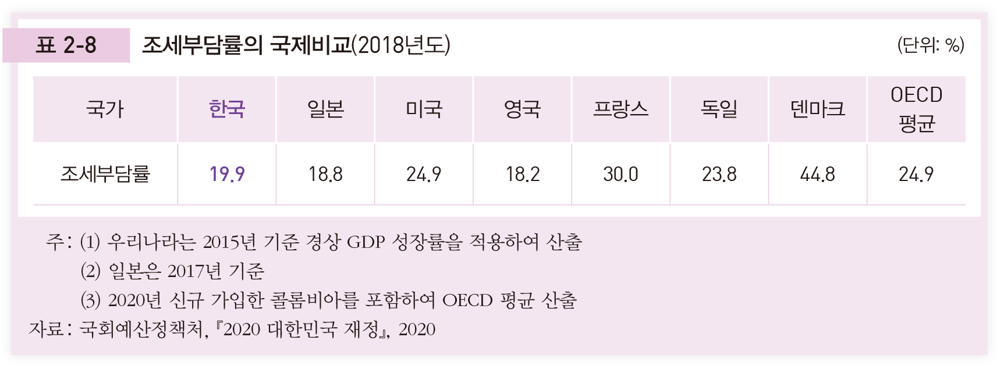 표 2-8 조세부담률의 국제비교(2018년도) (단위: %)
국가 한국 일본 미국 영국 프랑스 독일 덴마크 OECD 평균
조세부담률 19.9 18.8 24.9 18.2 30.0 23.8 44.8 24.9
주: (1) 우리나라는 2015년 기준 경상 GDP 성장률을 적용하여 산출
(2) 일본은 2017년 기준
(3) 2020년 신규 가입한 콜롬비아를 포함하여 OECD 평균 산출
자료: 국회예산정책처, 『2020 대한민국 재정』, 2020